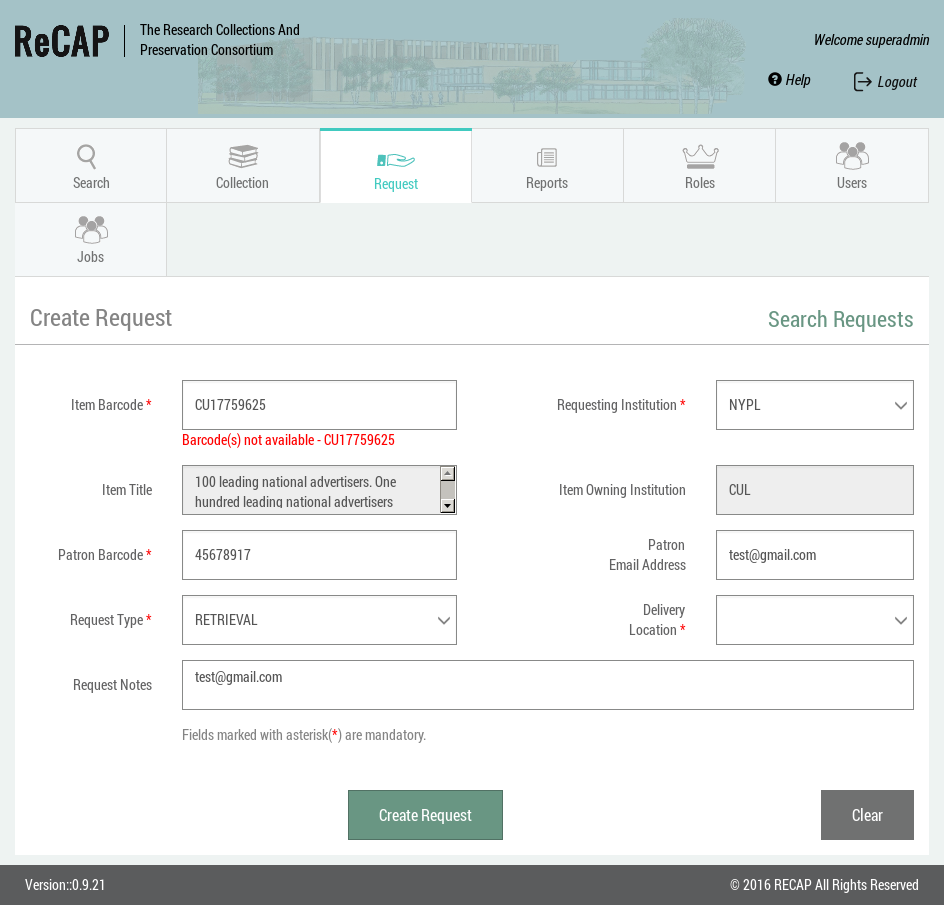 ReCAP
The Research Collections And
Preservation Consortium
Welcome superadmin
Help
Logout
Search
Collection
Request
Reports
Roles
Users
Jobs
Create Request
Search Requests
Item Barcode *
CU17759625
Requesting Institution *
NYPL
Barcode(s) not available - CU17759625
Item Title
100 leading national advertisers. One
hundred leading national advertisers
Item Owning Institution
CUL
Patron Barcode *
45678917
Patron
Email Address
test@gmail.com
Request Type *
RETRIEVAL
Delivery
Location *
Request Notes
test@gmail.com
Fields marked with asterisk(*) are mandatory.
Create Request
Clear
Version::0.9.21
© 2016 RECAP All Rights Reserved